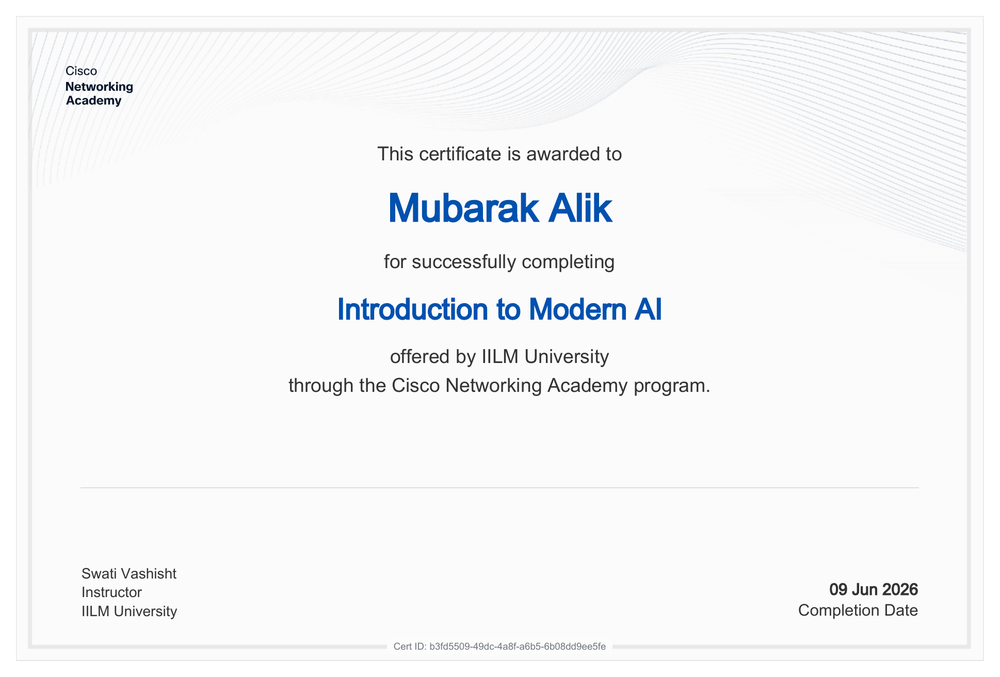 Cisco
Networking
Academy
This certificate is awarded to
Mubarak Alik
for successfully completing
Introduction to Modern AI
offered by IILM University
through the Cisco Networking Academy program.
Swati Vashisht
Instructor
IILM University
09 Jun 2026
Completion Date
Cert ID: b3fd5509-49dc-4a8f-a6b5-6b08dd9ee5fe